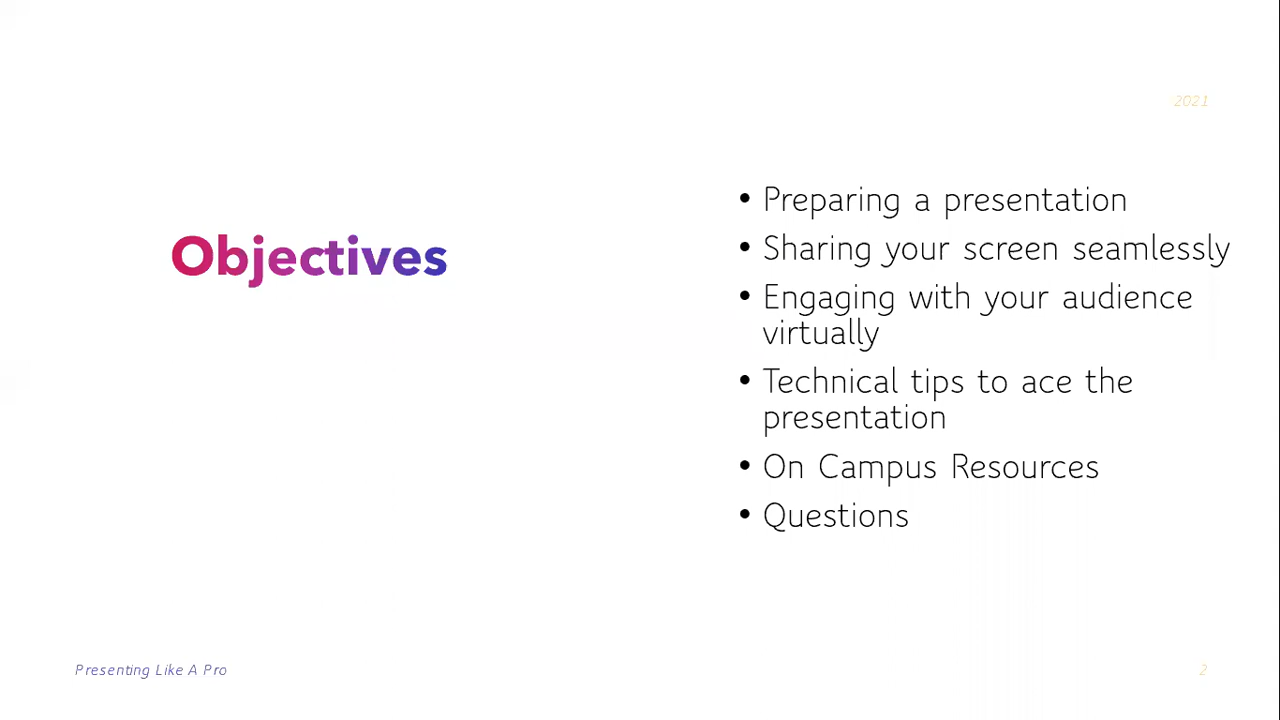 2021
Objectives
• Preparing a presentation
• Sharing your screen seamlessly
• Engaging with your audience
virtually
• Technical tips to ace the
presentation
• On Campus Resources
• Questions
Presenting Like A Pro
2